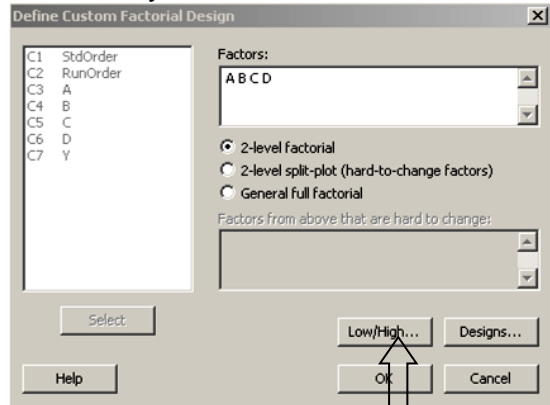 Define Custom Factorial Design
C1 StdOrder
C2 RunOrder
C3 A
C4 B
C5 C
C6 D
C7 Y
Factors:
A B C D
2-level factorial
2-level split-plot (hard-to-change factors)
General full factorial
Factors from above that are hard to change:
Select
Low/High...
Designs...
Help
OK
Cancel